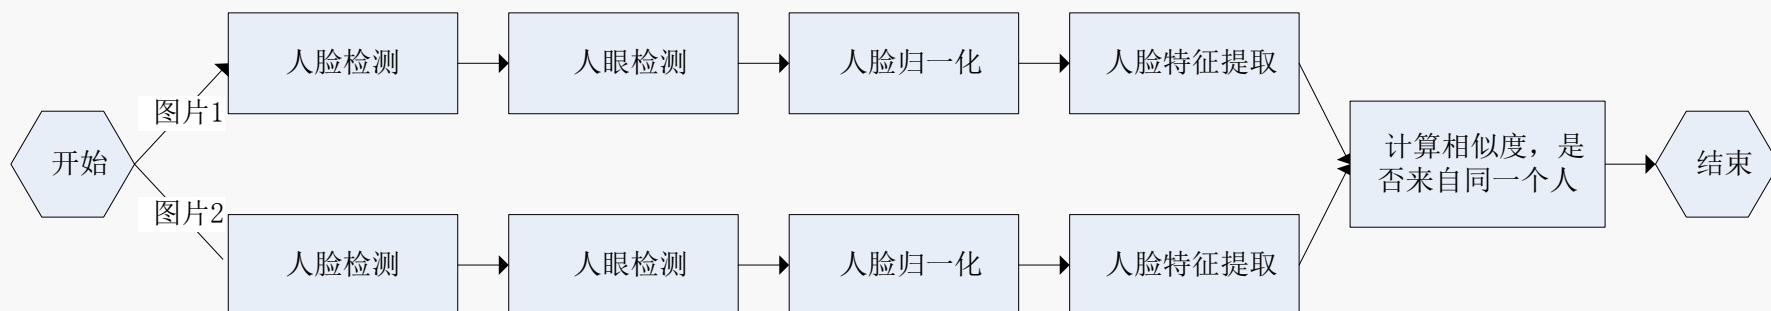 人脸检测
人眼检测
人脸归一化
人脸特征提取
图片1
开始
计算相似度，是
否来自同一个人
结束
图片2
人脸检测
人眼检测
人脸归一化
人脸特征提取